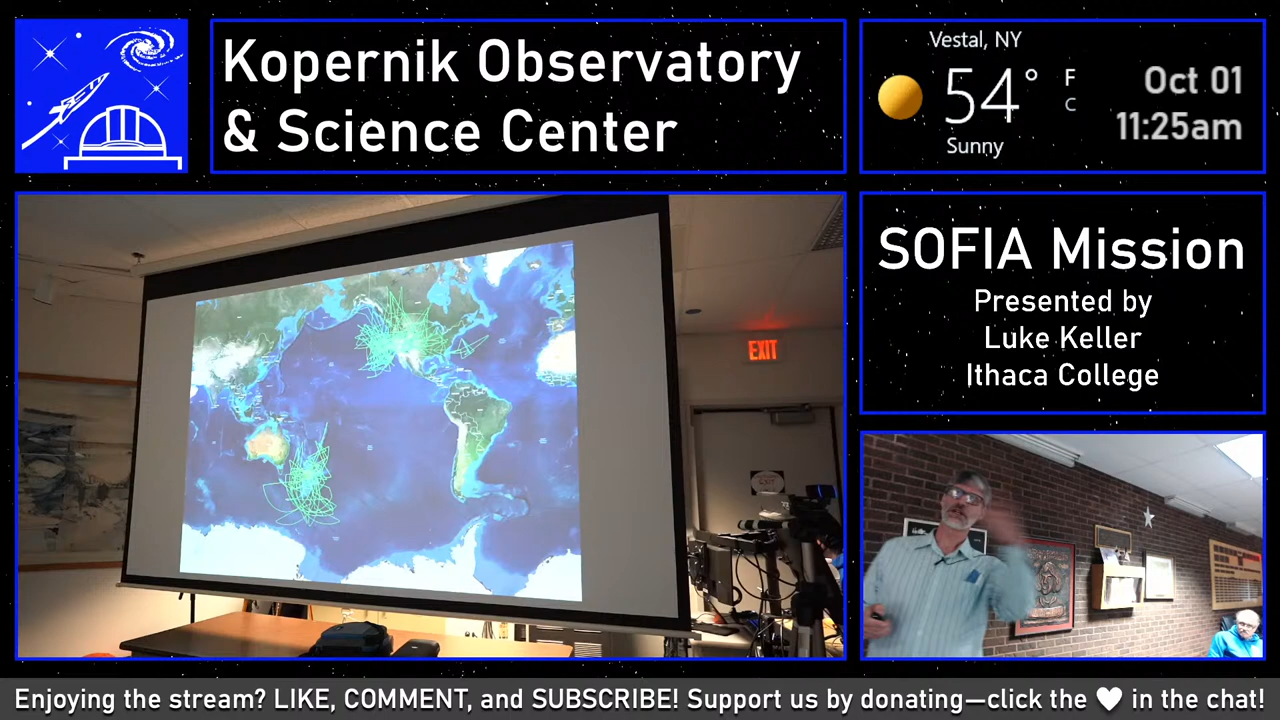 Kopernik Observatory
& Science Center
Vestal, NY
54° F
C
Sunny
Oct 01
11:25am
SOFIA Mission
Presented by
Luke Keller
Ithaca College
EXIT
Enjoying the stream? LIKE, COMMENT, and SUBSCRIBE! Support us by donating—click the ♥ in the chat!